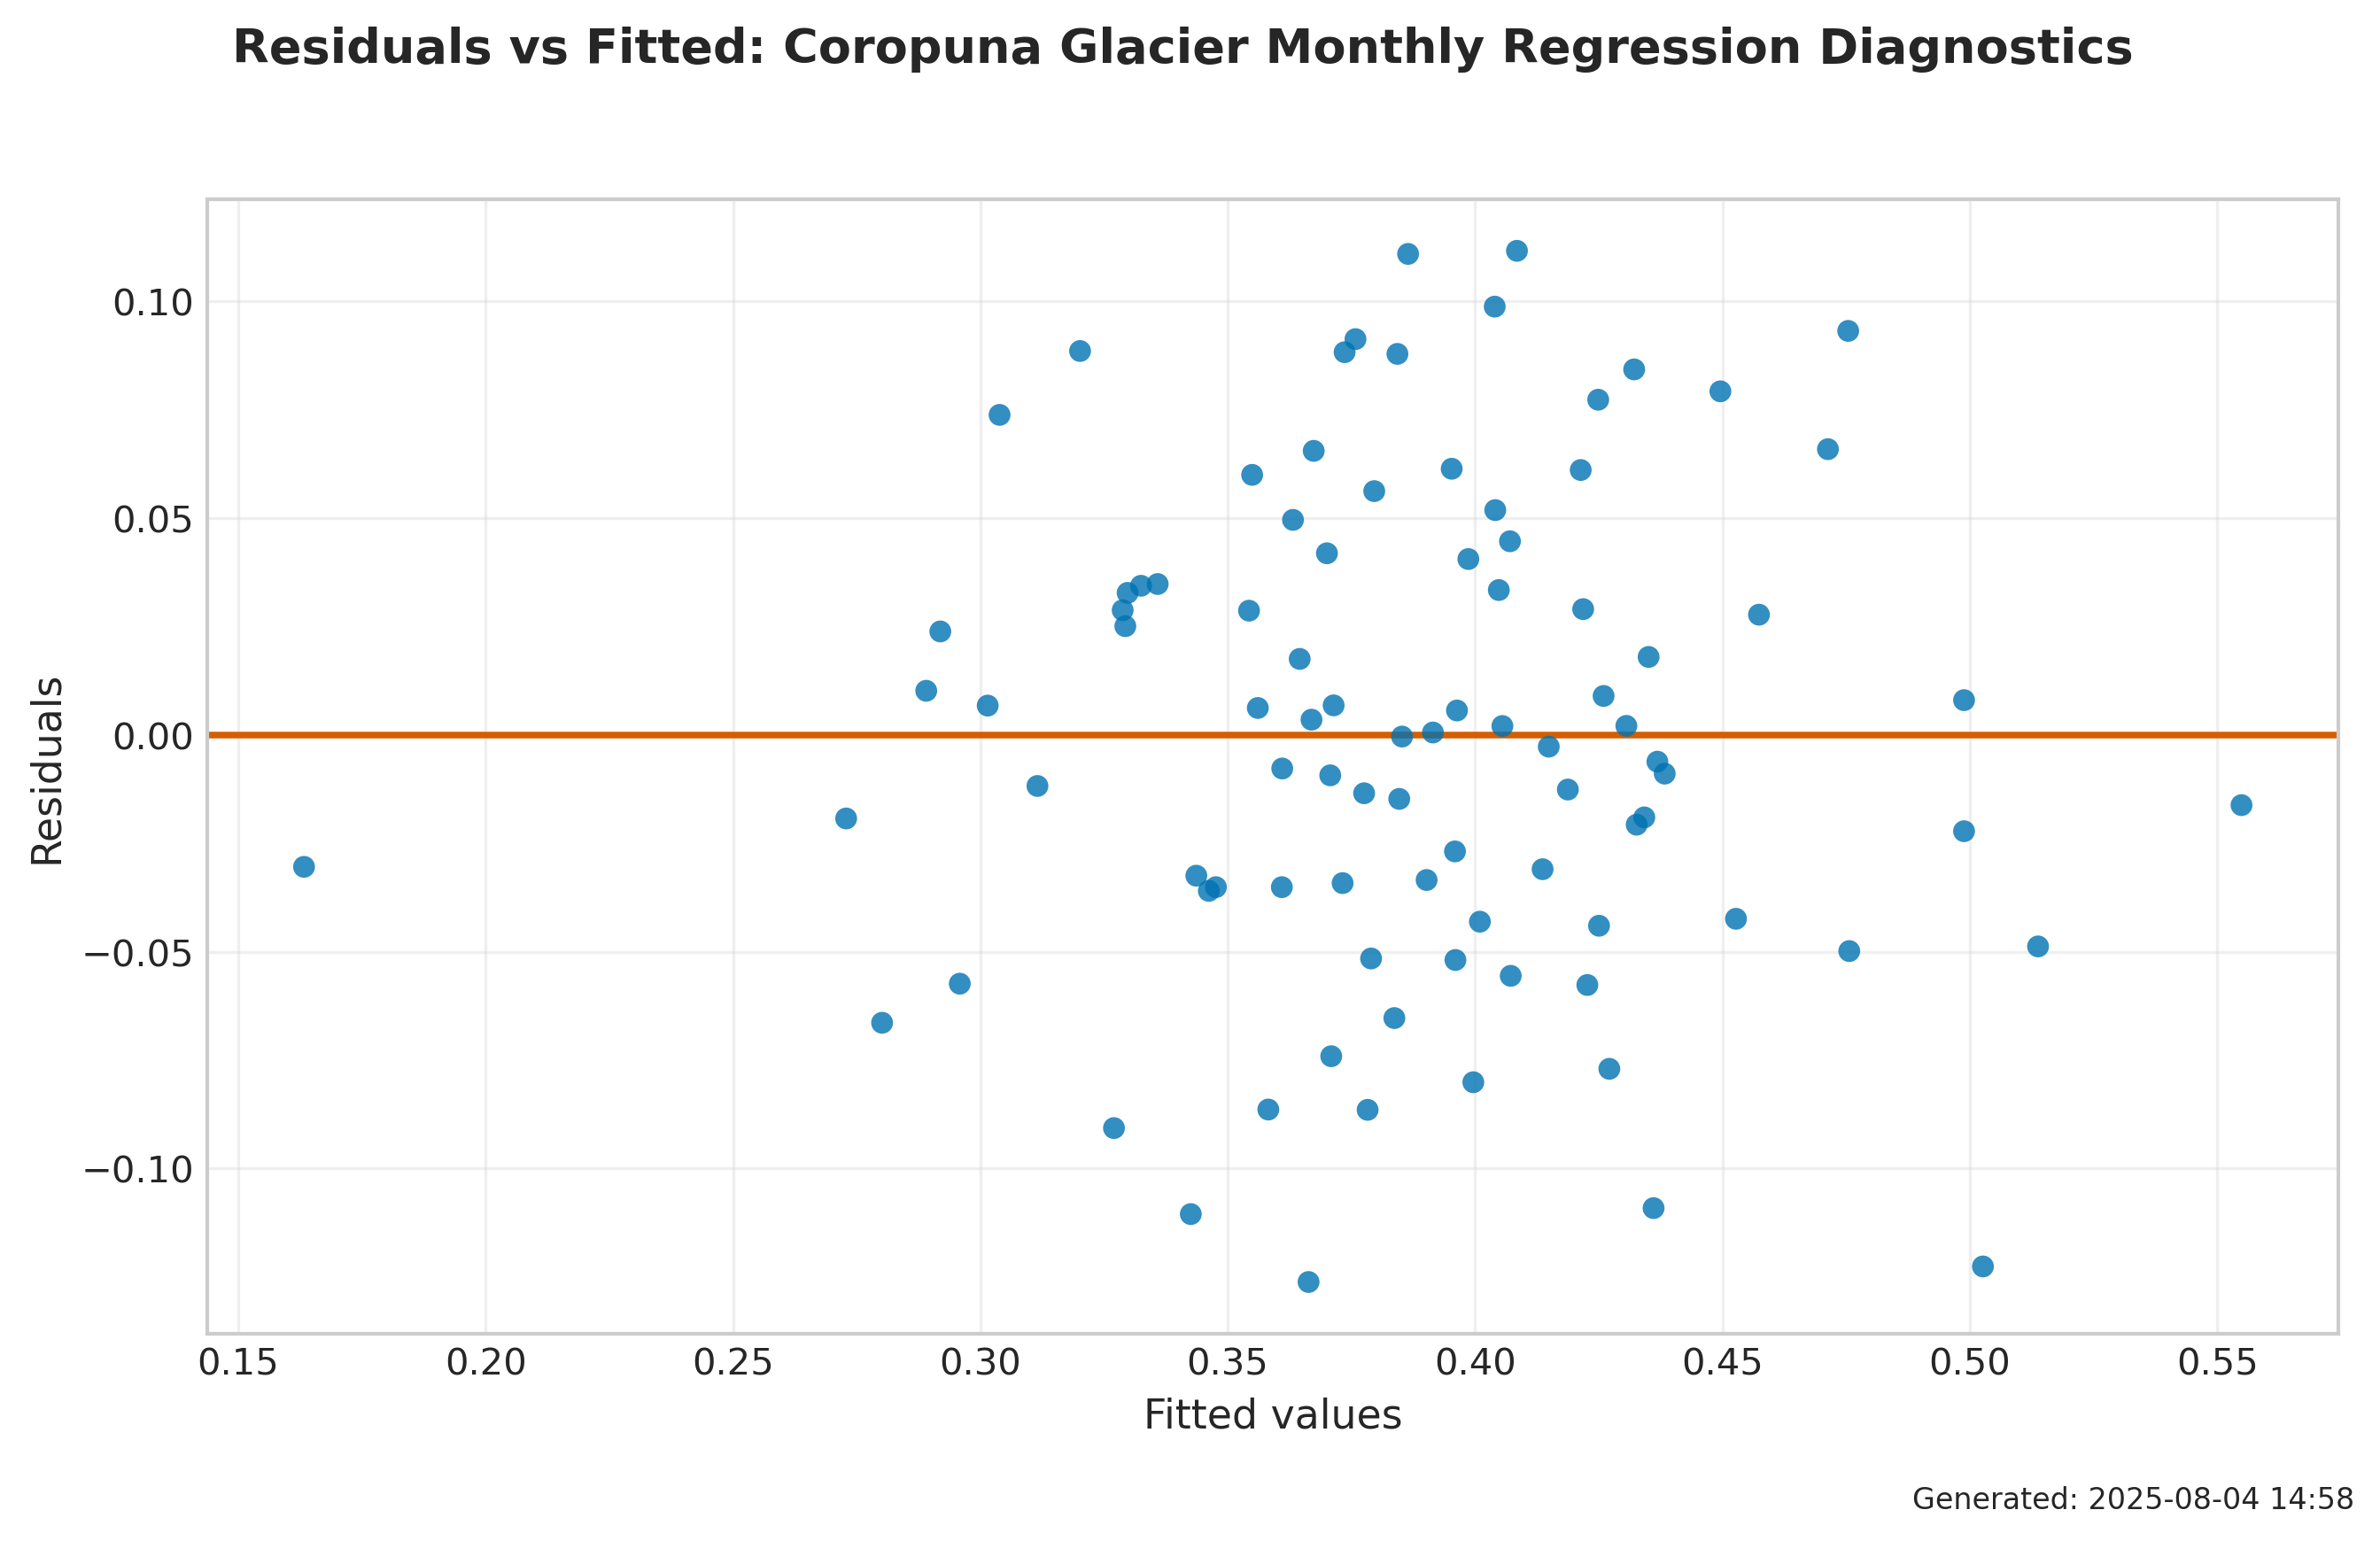 Residuals vs Fitted: Coropuna Glacier Monthly Regression Diagnostics
0.10
0.05
0.00
−0.05
−0.10
Residuals
0.15 0.20 0.25 0.30 0.35 0.40 0.45 0.50 0.55
Fitted values
Generated: 2025-08-04 14:58